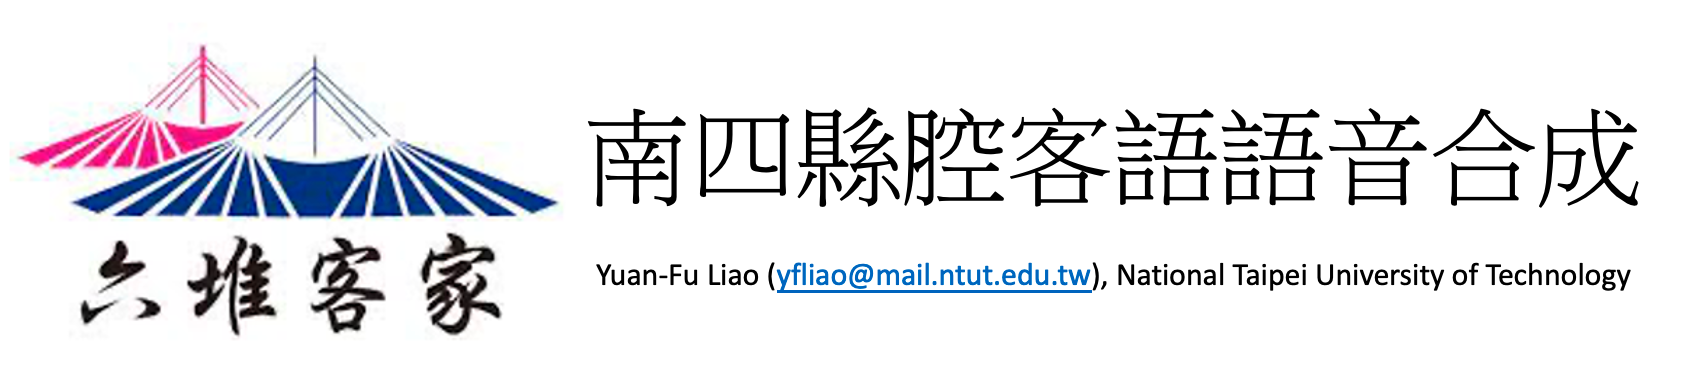 南四縣腔客語語音合成
Yuan-Fu Liao (yfliao@mail.ntut.edu.tw), National Taipei University of Technology
六堆客家